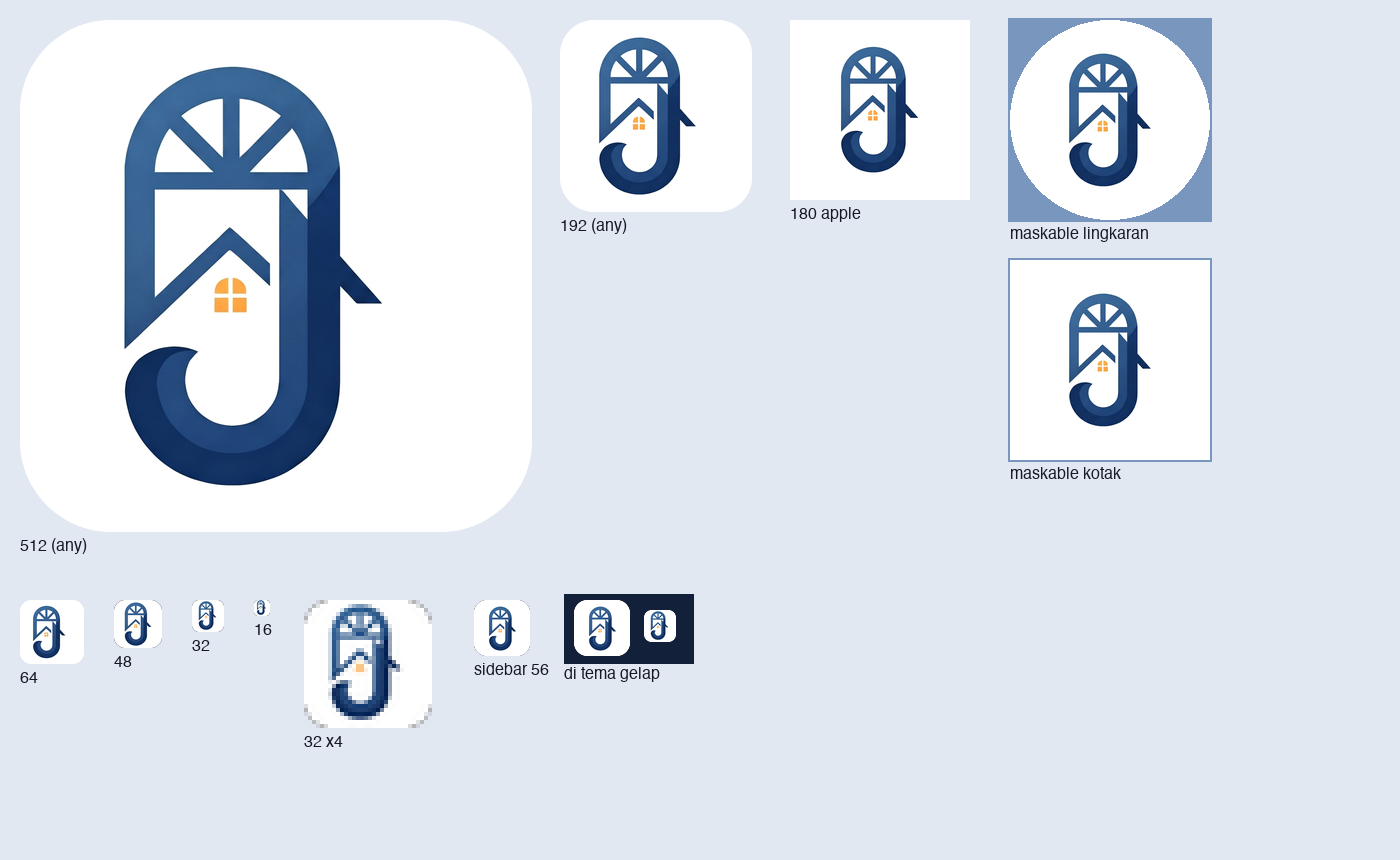 512 (any)
192 (any)
180 apple
maskable lingkaran
maskable kotak
64
48
32
16
32 x4
sidebar 56
di tema gelap